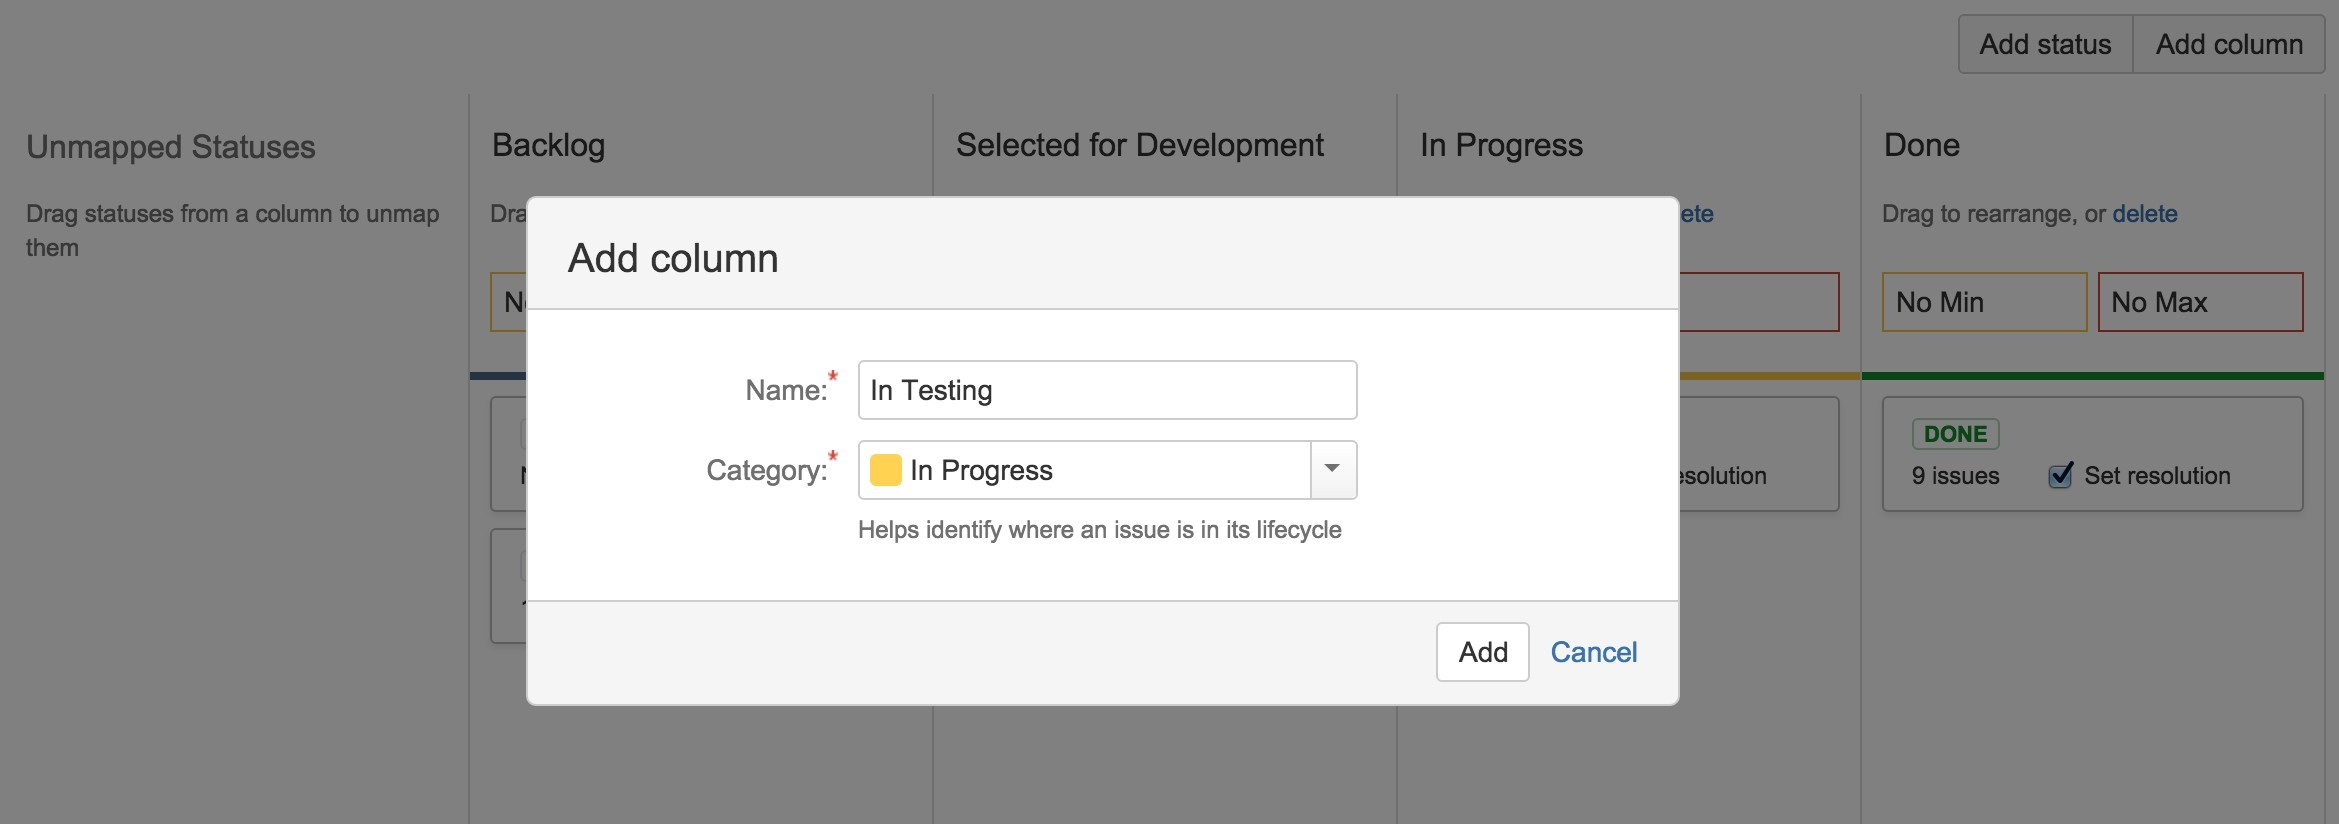 Add status
Add column
Unmapped Statuses
Drag statuses from a column to unmap
them
Backlog
Selected for Development
In Progress
Done
Drag to rearrange, or delete
No Min
No Max
DONE
9 issues
Set resolution
Add column
Name:*
In Testing
Category:*
In Progress
Helps identify where an issue is in its lifecycle
Add
Cancel